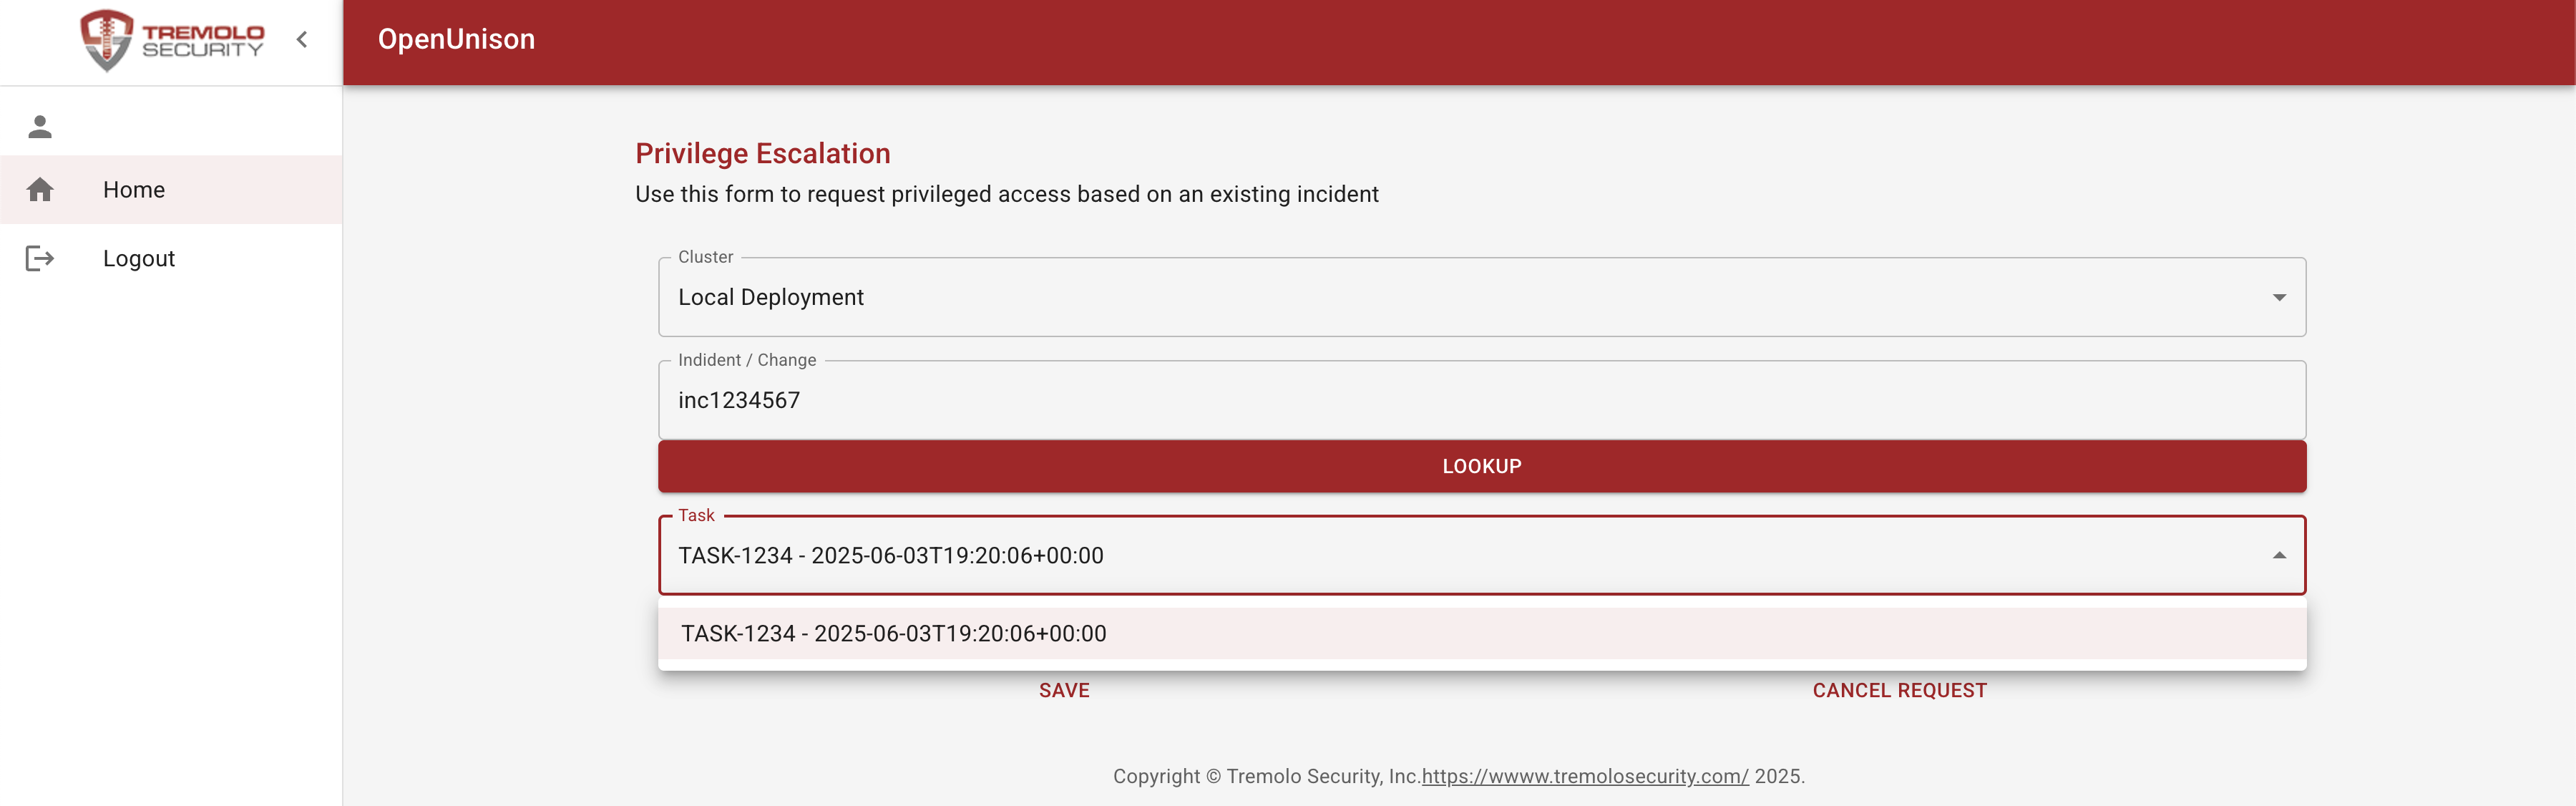 TREMOLO
SECURITY
OpenUnison
Home
Logout
Privilege Escalation
Use this form to request privileged access based on an existing incident
Cluster
Local Deployment
Indident / Change
inc1234567
LOOKUP
Task
TASK-1234 - 2025-06-03T19:20:06+00:00
TASK-1234 - 2025-06-03T19:20:06+00:00
SAVE
CANCEL REQUEST
Copyright © Tremolo Security, Inc.https://wwww.tremolosecurity.com/ 2025.